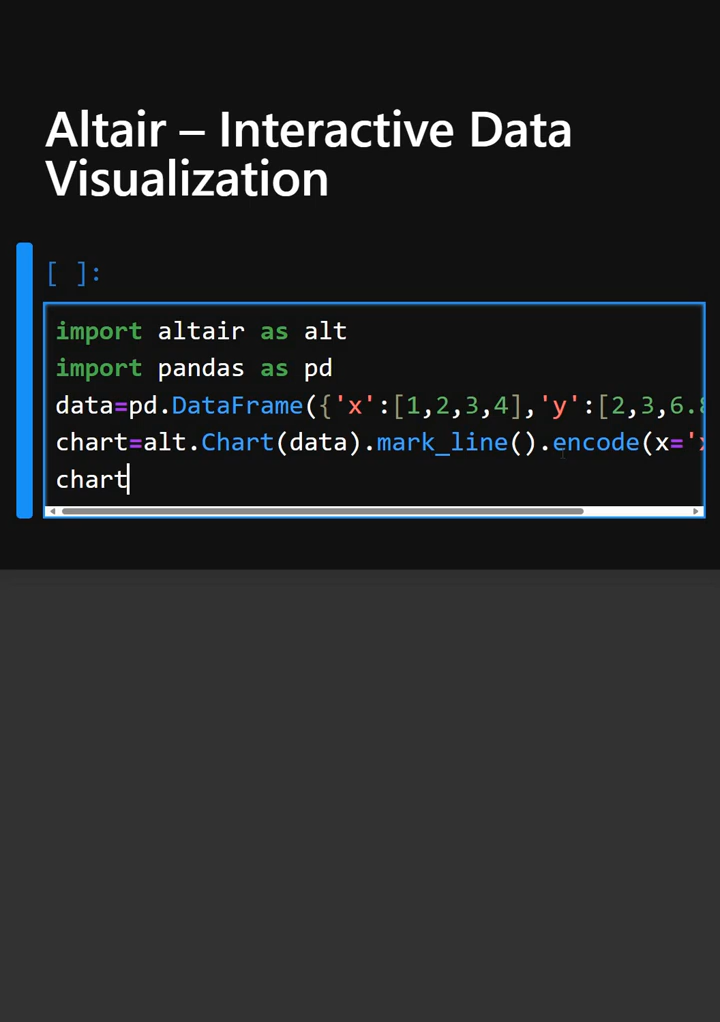 Altair – Interactive Data
Visualization
[ ]:
import altair as alt
import pandas as pd
data=pd.DataFrame({'x':[1,2,3,4],'y':[2,3,6.8
chart=alt.Chart(data).mark_line().encode(x='x
chart